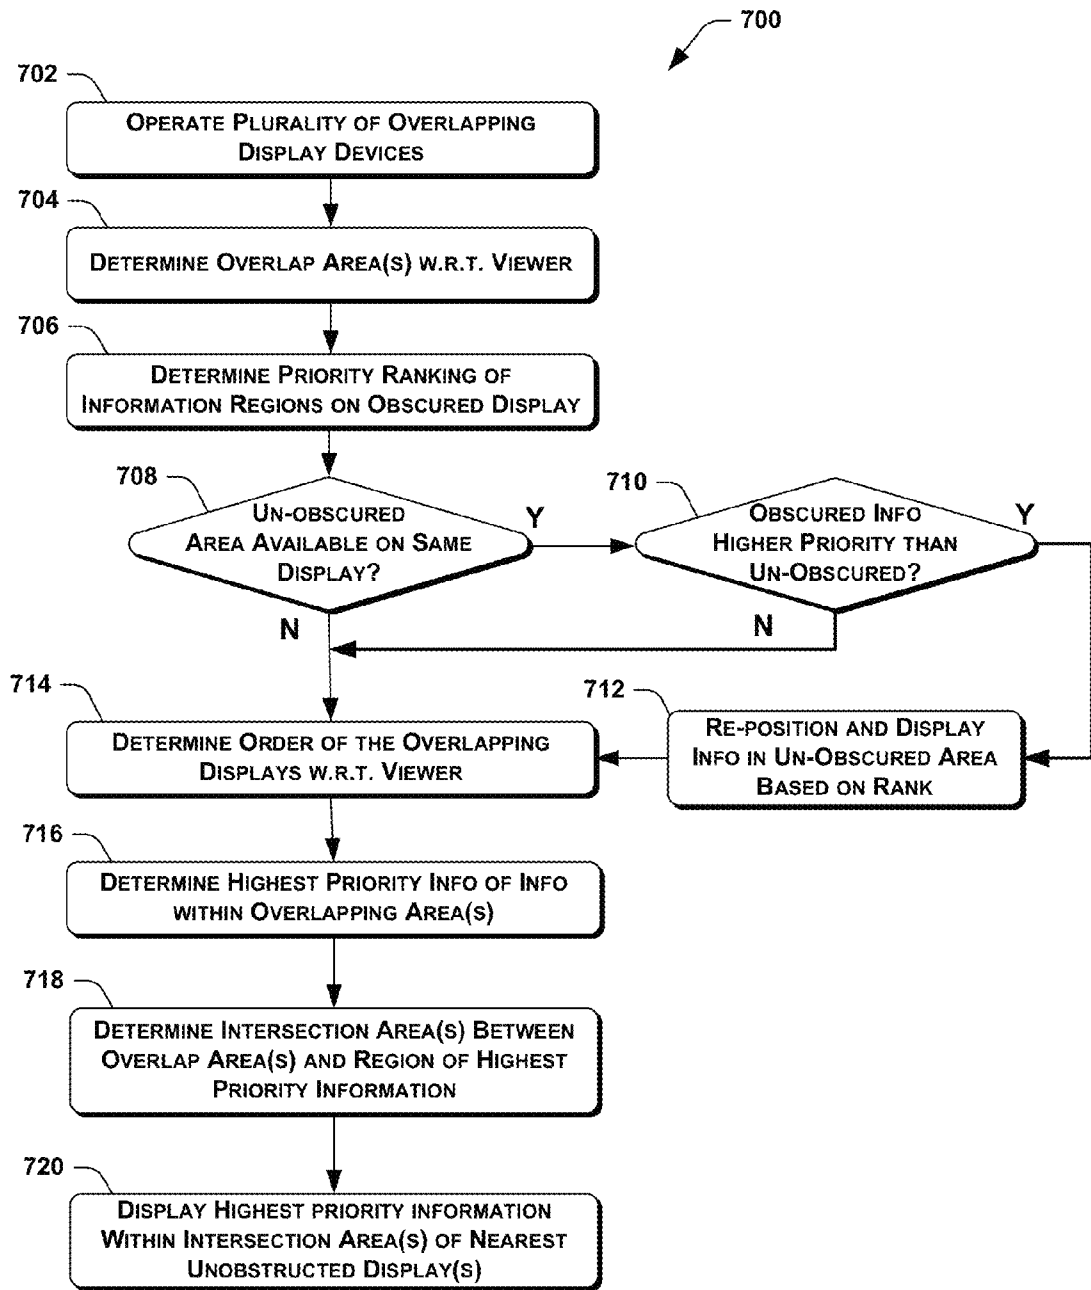 700
702
OPERATE PLURALITY OF OVERLAPPING
DISPLAY DEVICES
704
DETERMINE OVERLAP AREA(S) W.R.T. VIEWER
706
DETERMINE PRIORITY RANKING OF
INFORMATION REGIONS ON OBSCURED DISPLAY
708
UN-OBSCURED
AREA AVAILABLE ON SAME
DISPLAY?
Y
N
710
OBSCURED INFO
HIGHER PRIORITY THAN
UN-OBSCURED?
Y
N
712
RE-POSITION AND DISPLAY
INFO IN UN-OBSCURED AREA
BASED ON RANK
714
DETERMINE ORDER OF THE OVERLAPPING
DISPLAYS W.R.T. VIEWER
716
DETERMINE HIGHEST PRIORITY INFO OF INFO
WITHIN OVERLAPPING AREA(S)
718
DETERMINE INTERSECTION AREA(S) BETWEEN
OVERLAP AREA(S) AND REGION OF HIGHEST
PRIORITY INFORMATION
720
DISPLAY HIGHEST PRIORITY INFORMATION
WITHIN INTERSECTION AREA(S) OF NEAREST
UNOBSTRUCTED DISPLAY(S)